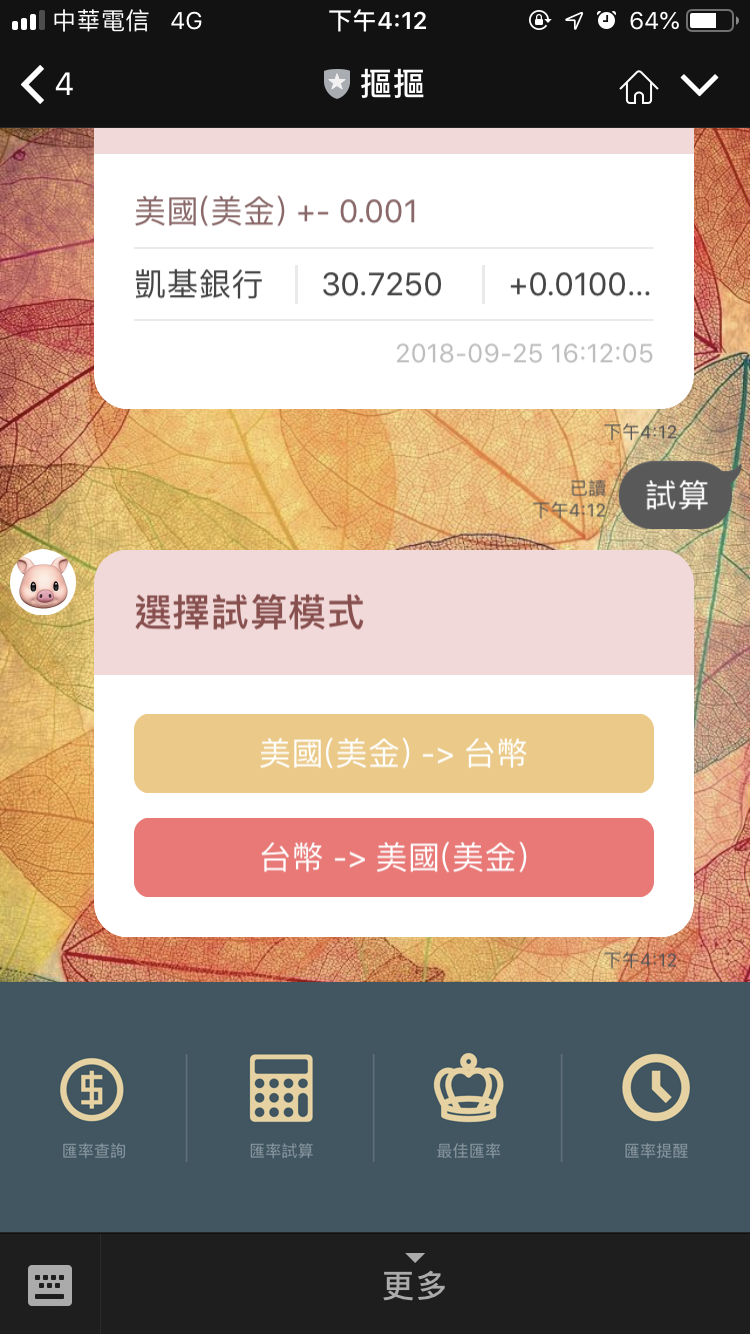 中華電信 4G 下午4:12 64%
4 摳摳
美國(美金) +- 0.001
凱基銀行 30.7250 +0.0100...
2018-09-25 16:12:05
下午4:12
已讀
下午4:12
試算
選擇試算模式
美國(美金) -> 台幣
台幣 -> 美國(美金)
下午4:12
匯率查詢 匯率試算 最佳匯率 匯率提醒
更多